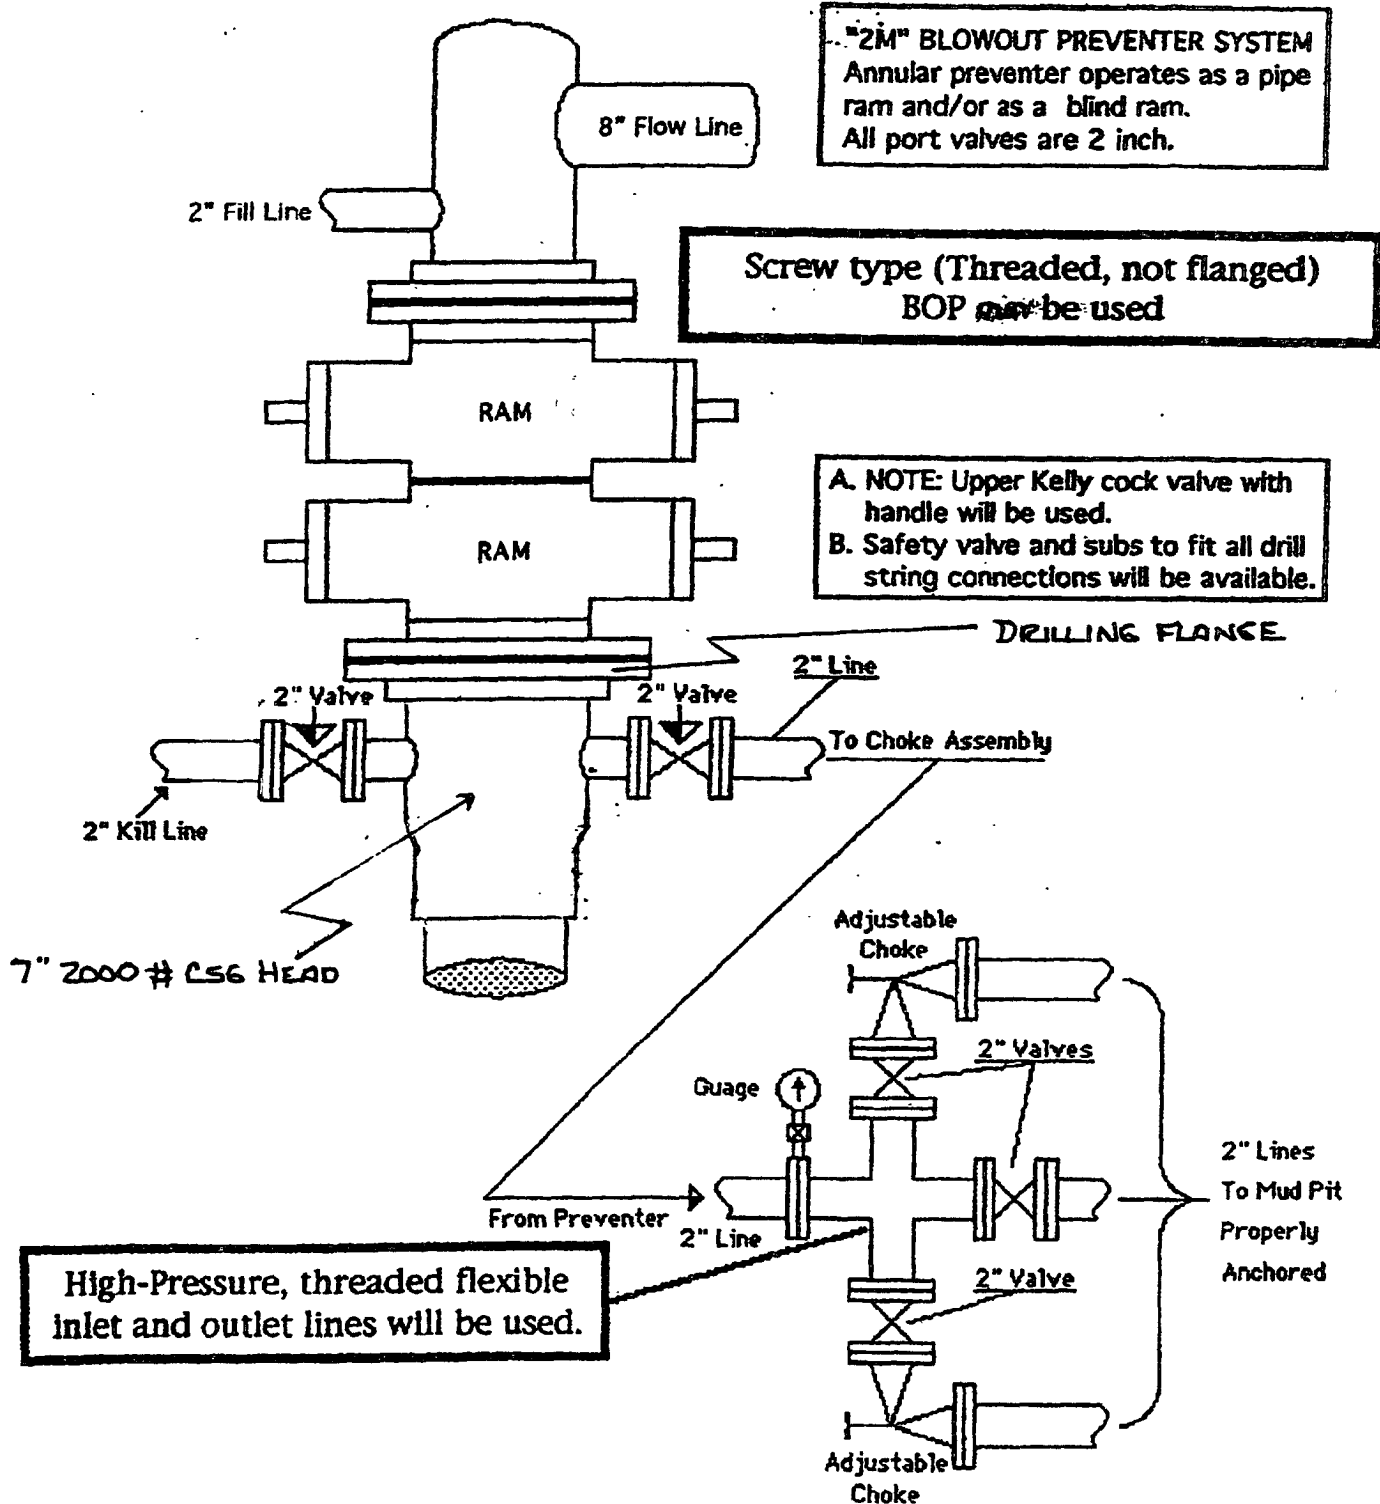 "2M" BLOWOUT PREVENTER SYSTEM
Annular preventer operates as a pipe
ram and/or as a blind ram.
All port valves are 2 inch.
8" Flow Line
2" Fill Line
Screw type (Threaded, not flanged)
BOP be used
RAM
A. NOTE: Upper Kelly cock valve with
handle will be used.
B. Safety valve and subs to fit all drill
string connections will be available.
RAM
DRILLING FLANGE
2" Line
2" Valve
2" Valve
To Choke Assembly
2" Kill Line
7" 2000 # CSG HEAD
Adjustable
Choke
2" Valves
Guage
2" Lines
To Mud Pit
Properly
Anchored
From Preventer
2" Line
High-Pressure, threaded flexible
inlet and outlet lines will be used.
2" Valve
Adjustable
Choke